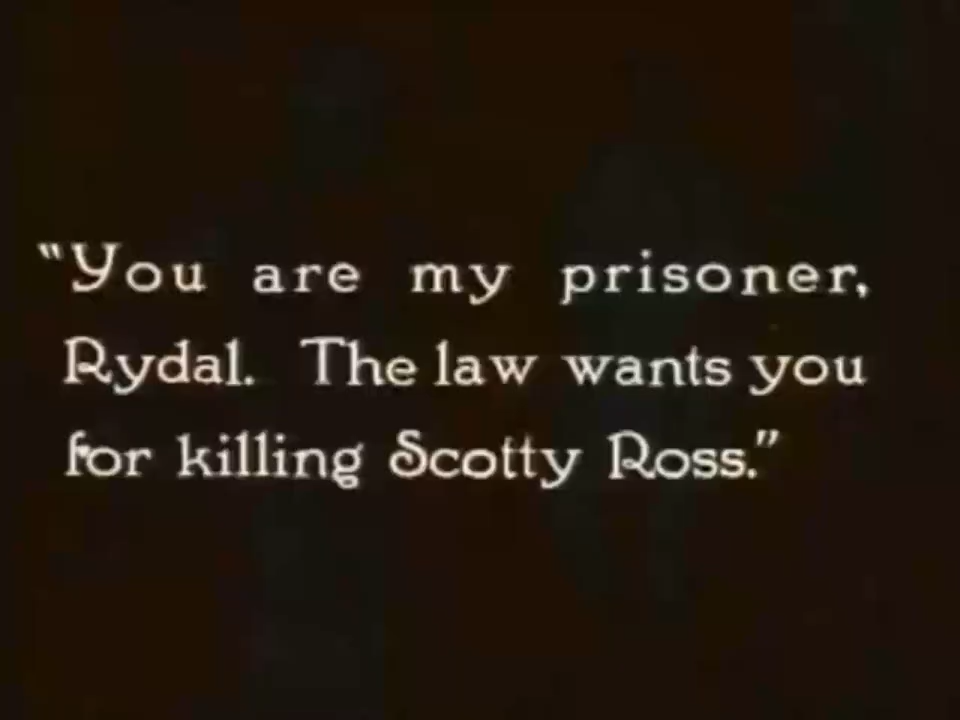 "You are my prisoner,
Rydal. The law wants you
for killing Scotty Ross."